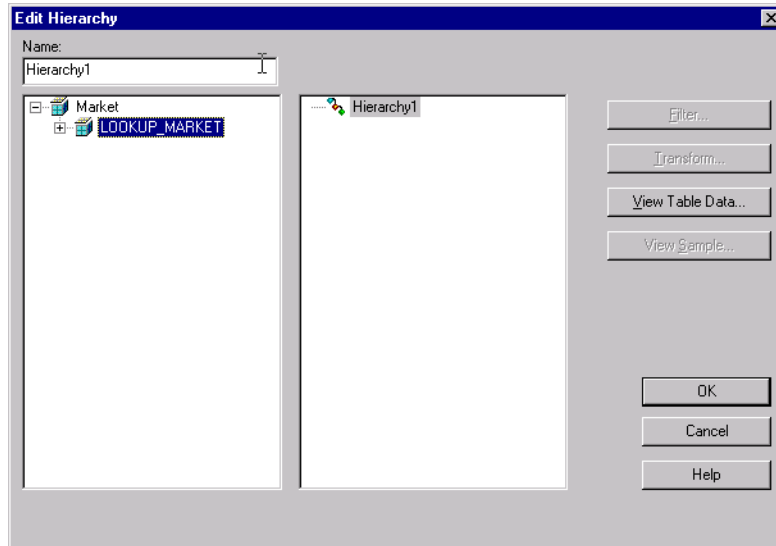 Edit Hierarchy
Name:
Hierarchy1
Market
LOOKUP_MARKET
Hierarchy1
Filter...
Transform...
View Table Data...
View Sample...
OK
Cancel
Help